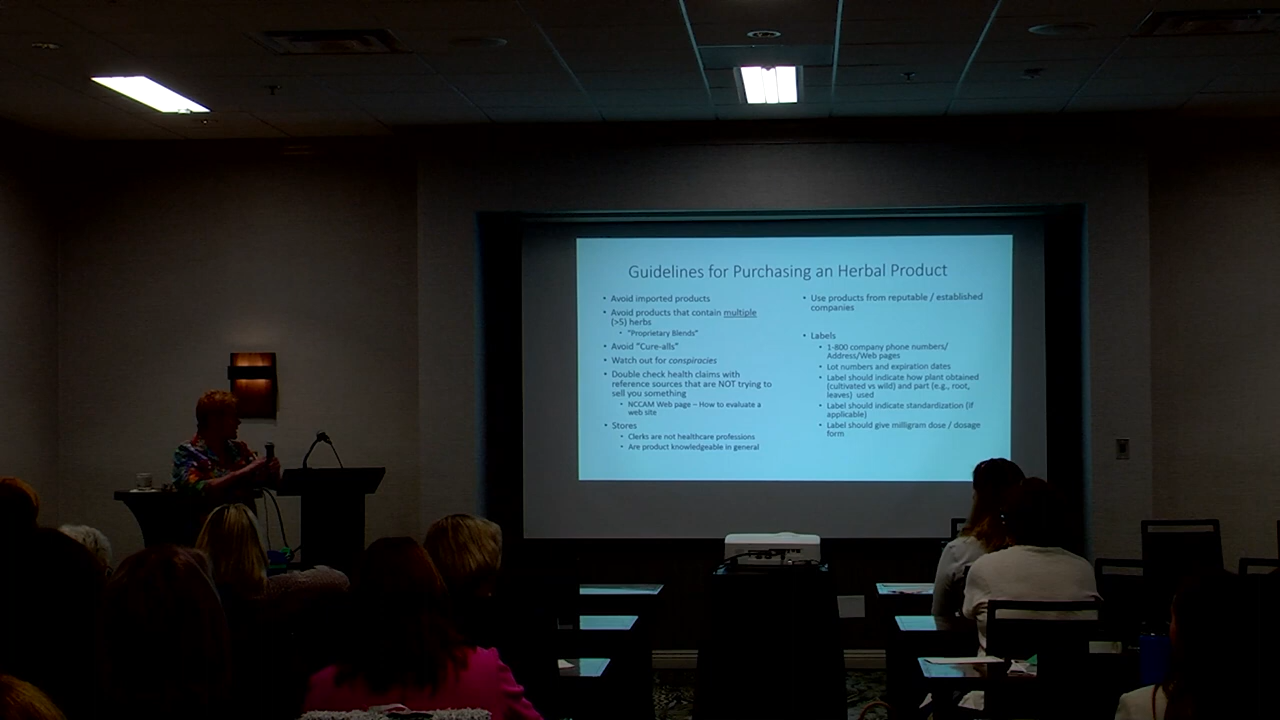 Guidelines for Purchasing an Herbal Product
• Avoid imported products
• Avoid products that contain multiple
(>5) herbs
• "Proprietary Blends"
• Avoid "Cure-alls"
• Watch out for conspiracies
• Double check health claims with
reference sources that are NOT trying to
sell you something
• NCCAM Web page – How to evaluate a
web site
• Stores
• Clerks are not healthcare professions
• Are product knowledgeable in general
• Use products from reputable / established
companies
• Labels
• 1-800 company phone numbers/
Address/Web pages
• Lot numbers and expiration dates
• Label should indicate how plant obtained
(cultivated vs wild) and part (e.g., root,
leaves) used
• Label should indicate standardization (if
applicable)
• Label should give milligram dose / dosage
form